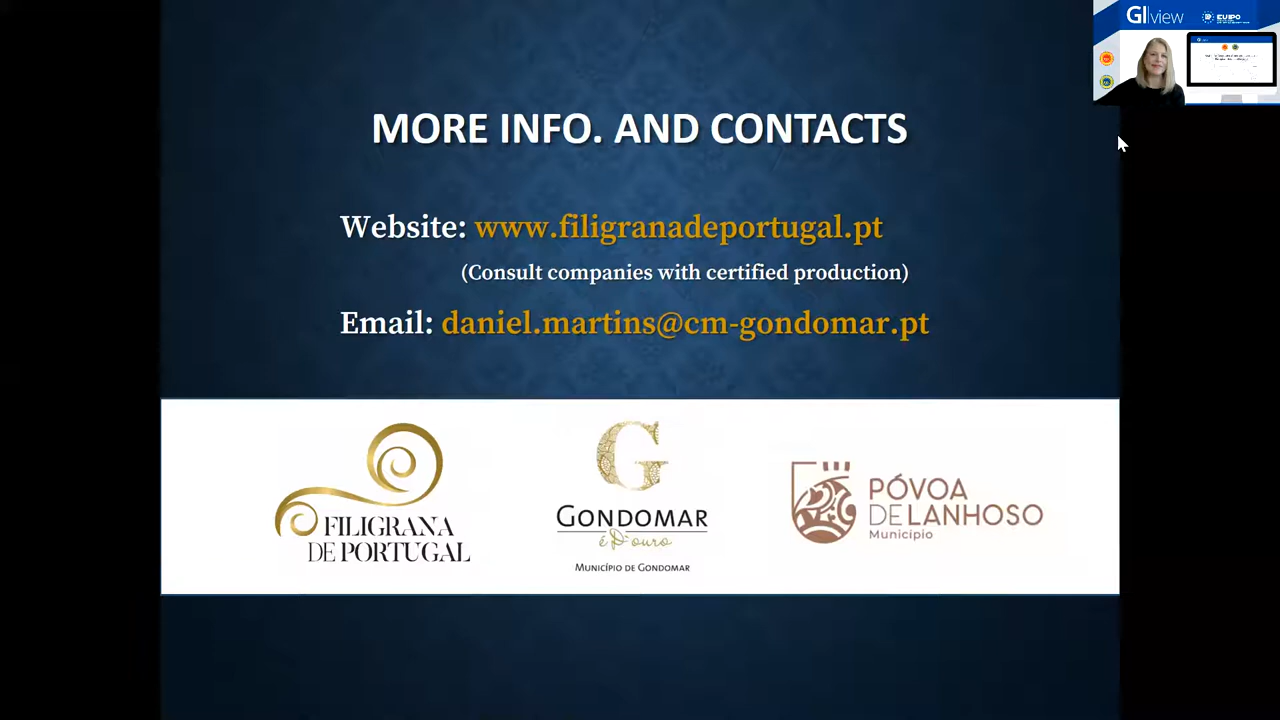 GIview
EUIPO
MORE INFO. AND CONTACTS
Website: www.filigranadeportugal.pt
(Consult companies with certified production)
Email: daniel.martins@cm-gondomar.pt
FILIGRANA
DE PORTUGAL
G
GONDOMAR
é D'ouro
MUNICÍPIO DE GONDOMAR
PÓVOA
DE LANHOSO
Município